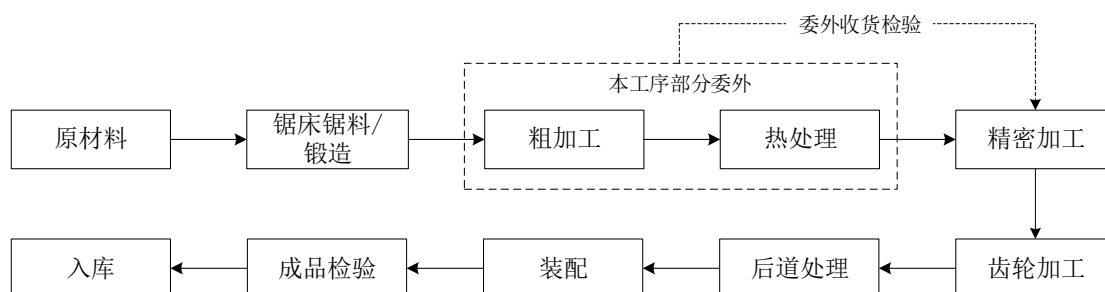 委外收货检验
本工序部分委外
原材料
锯床锯料/
锻造
粗加工
热处理
精密加工
入库
成品检验
装配
后道处理
齿轮加工